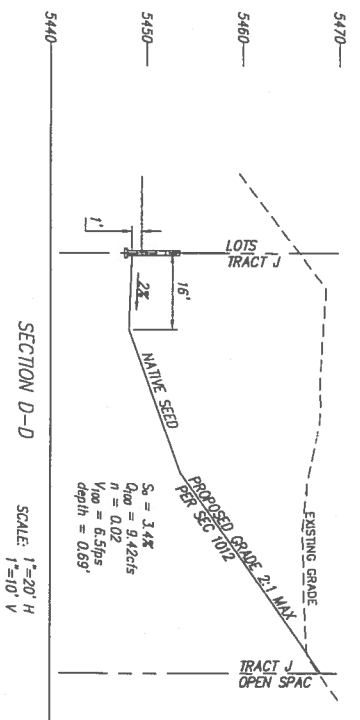 5470
5460
5450
5440
LOTS
TRACT J
EXISTING GRADE
TRACT J
OPEN SPAC
PROPOSED GRADE 2:1 MAX
PER SEC 1012
NATIVE SEED
16'
2%
1'
So = 3.4%
Q100 = 9.42cfs
n = 0.02
V100 = 6.5fps
depth = 0.69'
SECTION D-D
SCALE: 1"=20' H
1"=10' V